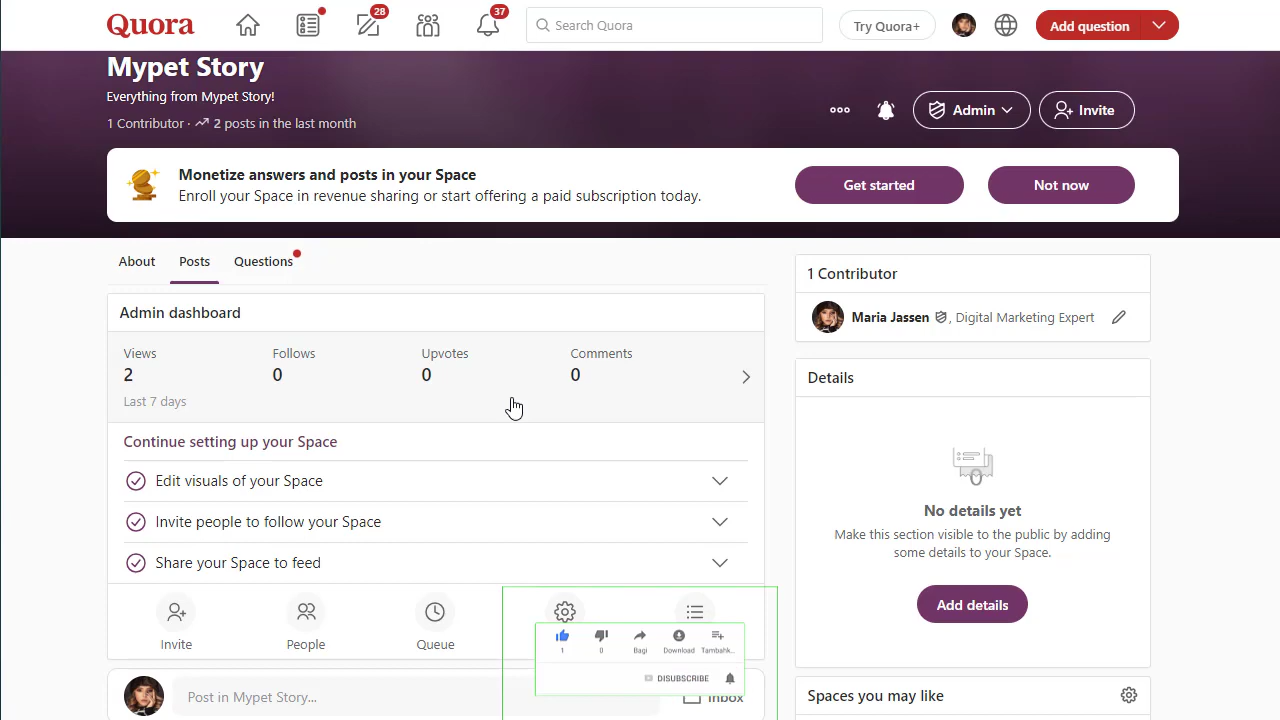 Quora
28
37
Search Quora
Try Quora+
Add question
Mypet Story
Everything from Mypet Story!
1 Contributor · 2 posts in the last month
Admin
Invite
Monetize answers and posts in your Space
Enroll your Space in revenue sharing or start offering a paid subscription today.
Get started
Not now
About
Posts
Questions
Admin dashboard
Views
Follows
Upvotes
Comments
2
0
0
0
Last 7 days
Continue setting up your Space
Edit visuals of your Space
Invite people to follow your Space
Share your Space to feed
Invite
People
Queue
1
0
Bagi
Download
Tambahk...
DISUBSCRIBE
Post in Mypet Story...
Inbox
1 Contributor
Maria Jassen , Digital Marketing Expert
Details
No details yet
Make this section visible to the public by adding
some details to your Space.
Add details
Spaces you may like